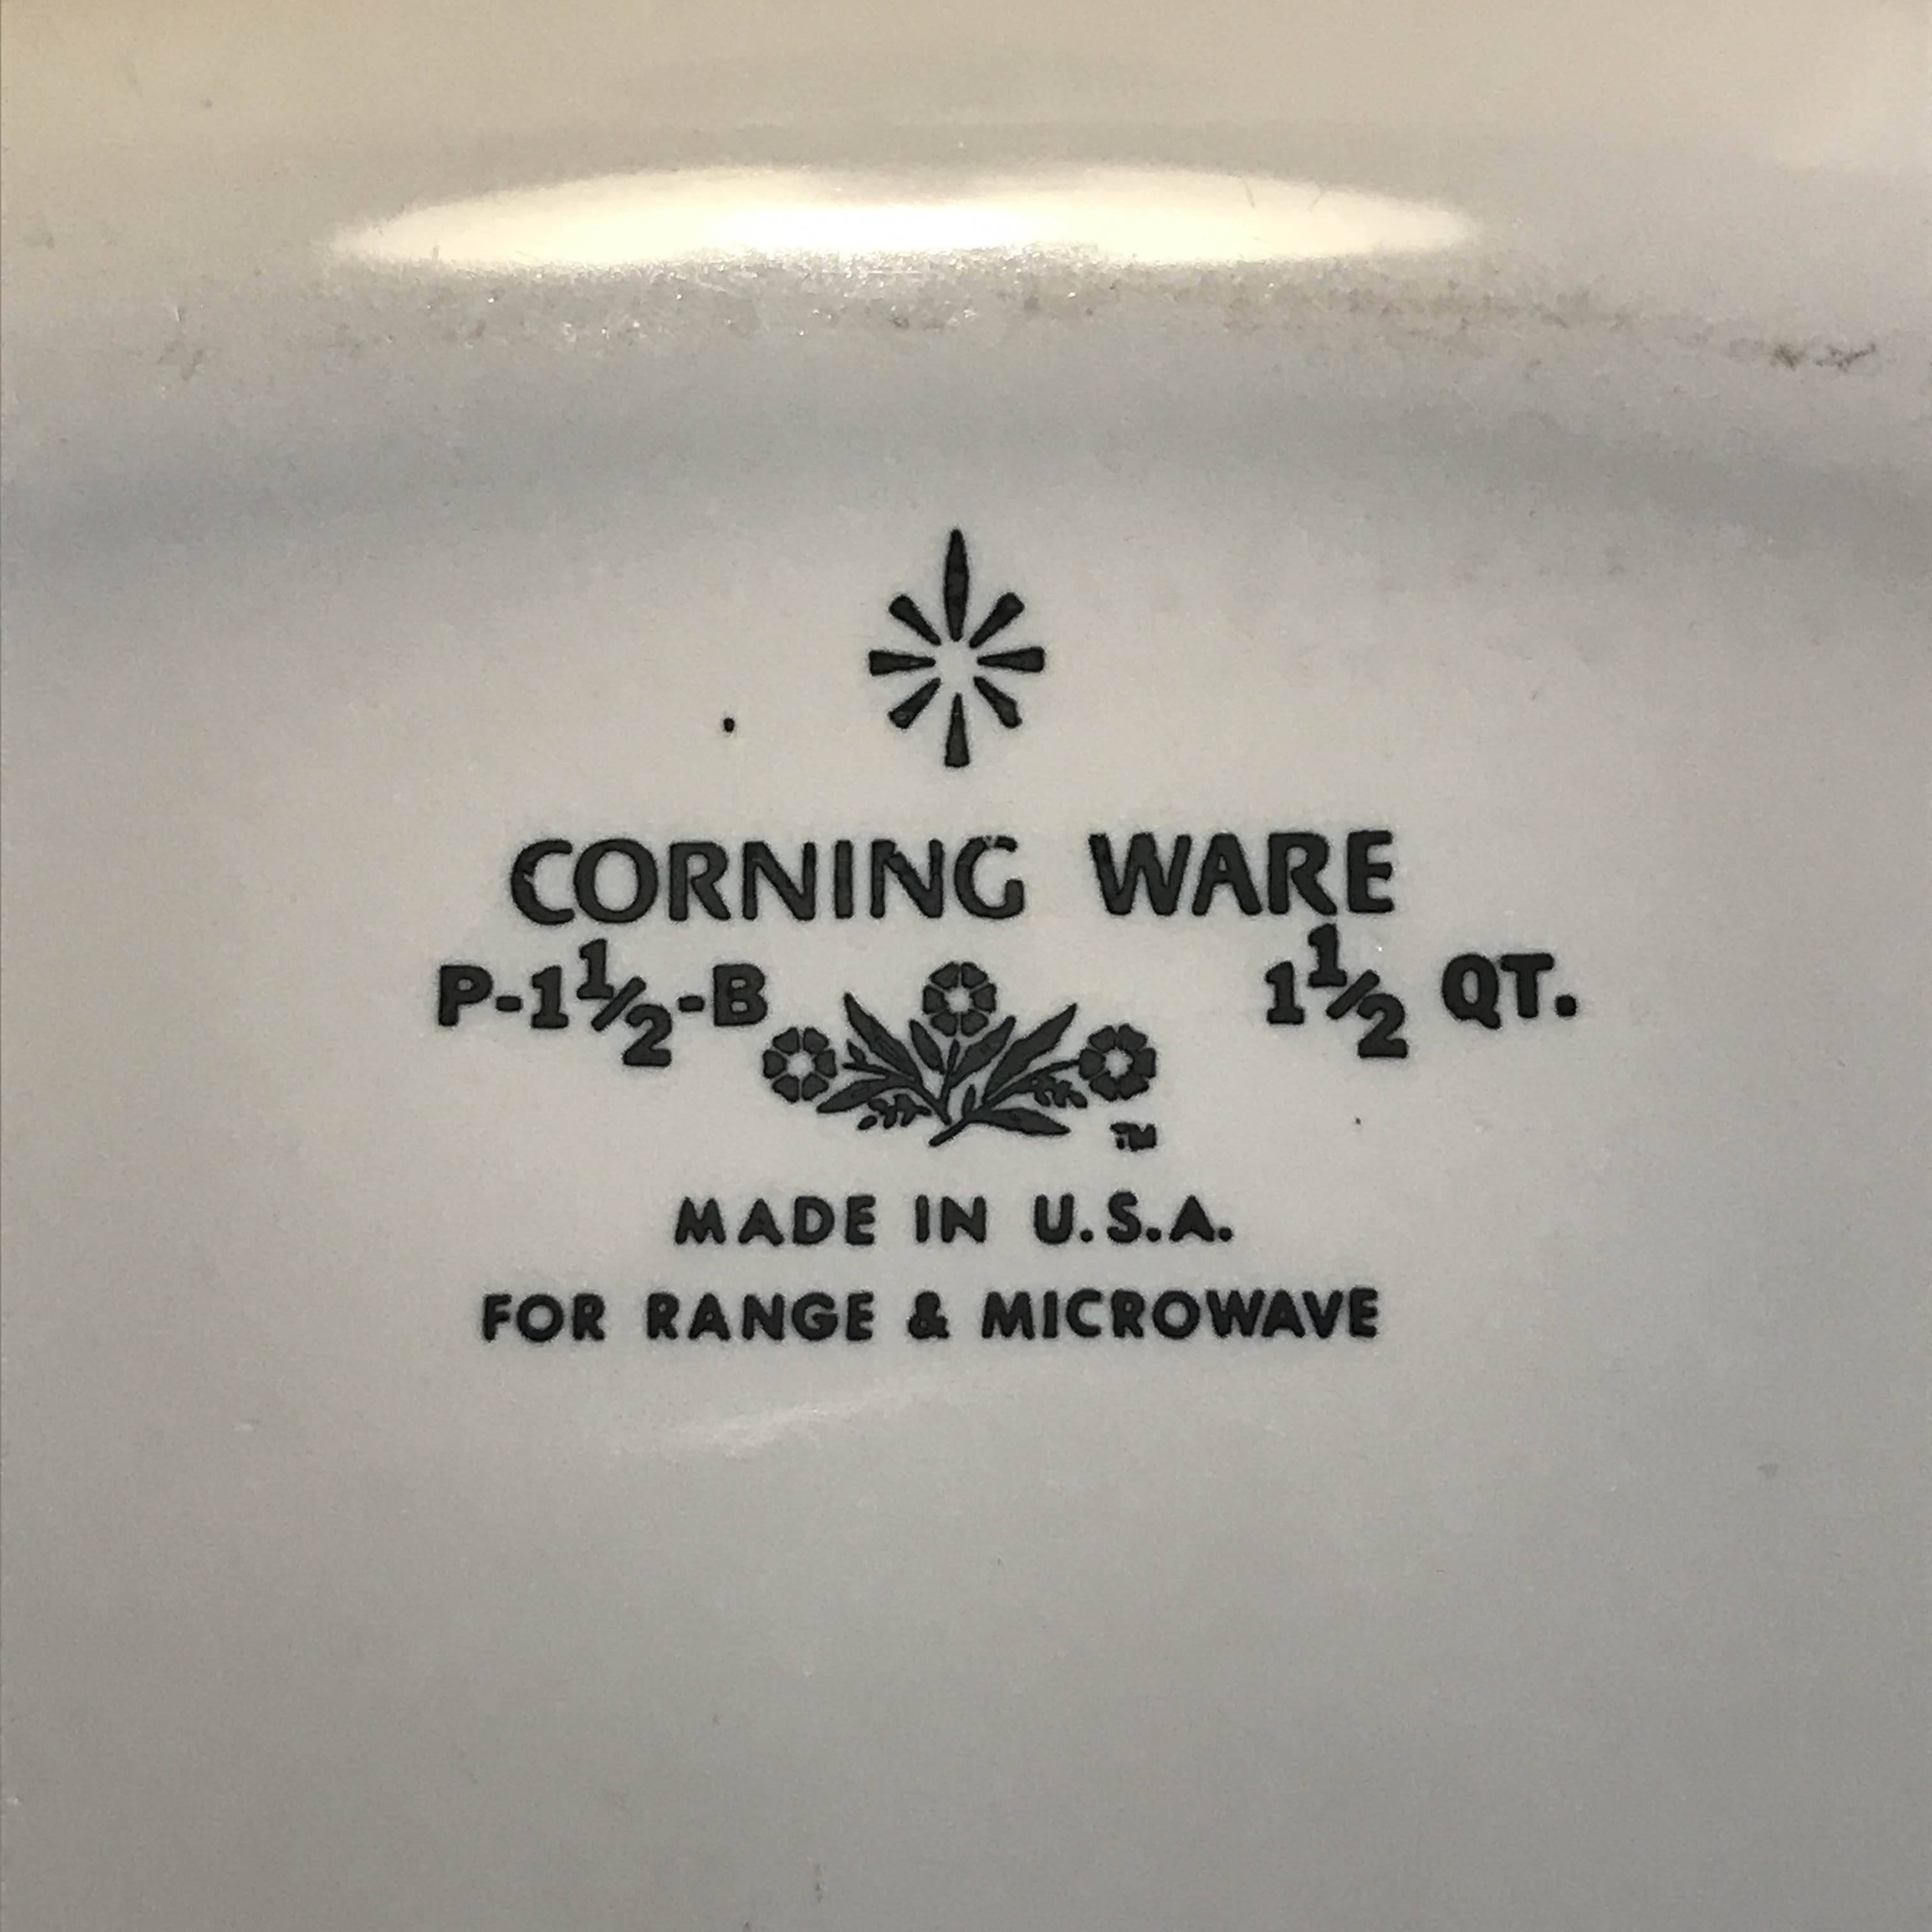 CORNING WARE
P-1½-B 1½ QT.
TM
MADE IN U.S.A.
FOR RANGE & MICROWAVE